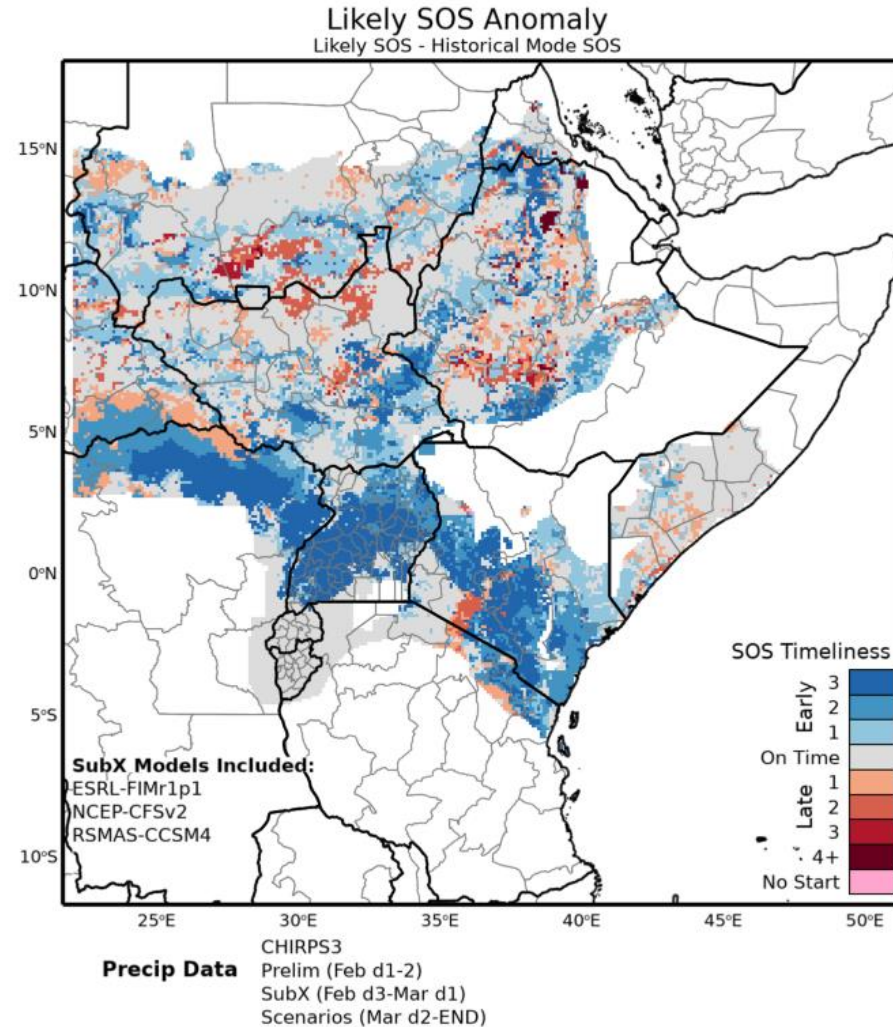 Likely SOS Anomaly
Likely SOS - Historical Mode SOS
15°N
10°N
5°N
0°N
5°S
10°S
SOS Timeliness
Early
3
2
1
On Time
Late
1
2
3
4+
No Start
SubX Models Included:
ESRL-FIMr1p1
NCEP-CFSv2
RSMAS-CCSM4
25°E
30°E
35°E
40°E
45°E
50°E
Precip Data
CHIRPS3
Prelim (Feb d1-2)
SubX (Feb d3-Mar d1)
Scenarios (Mar d2-END)